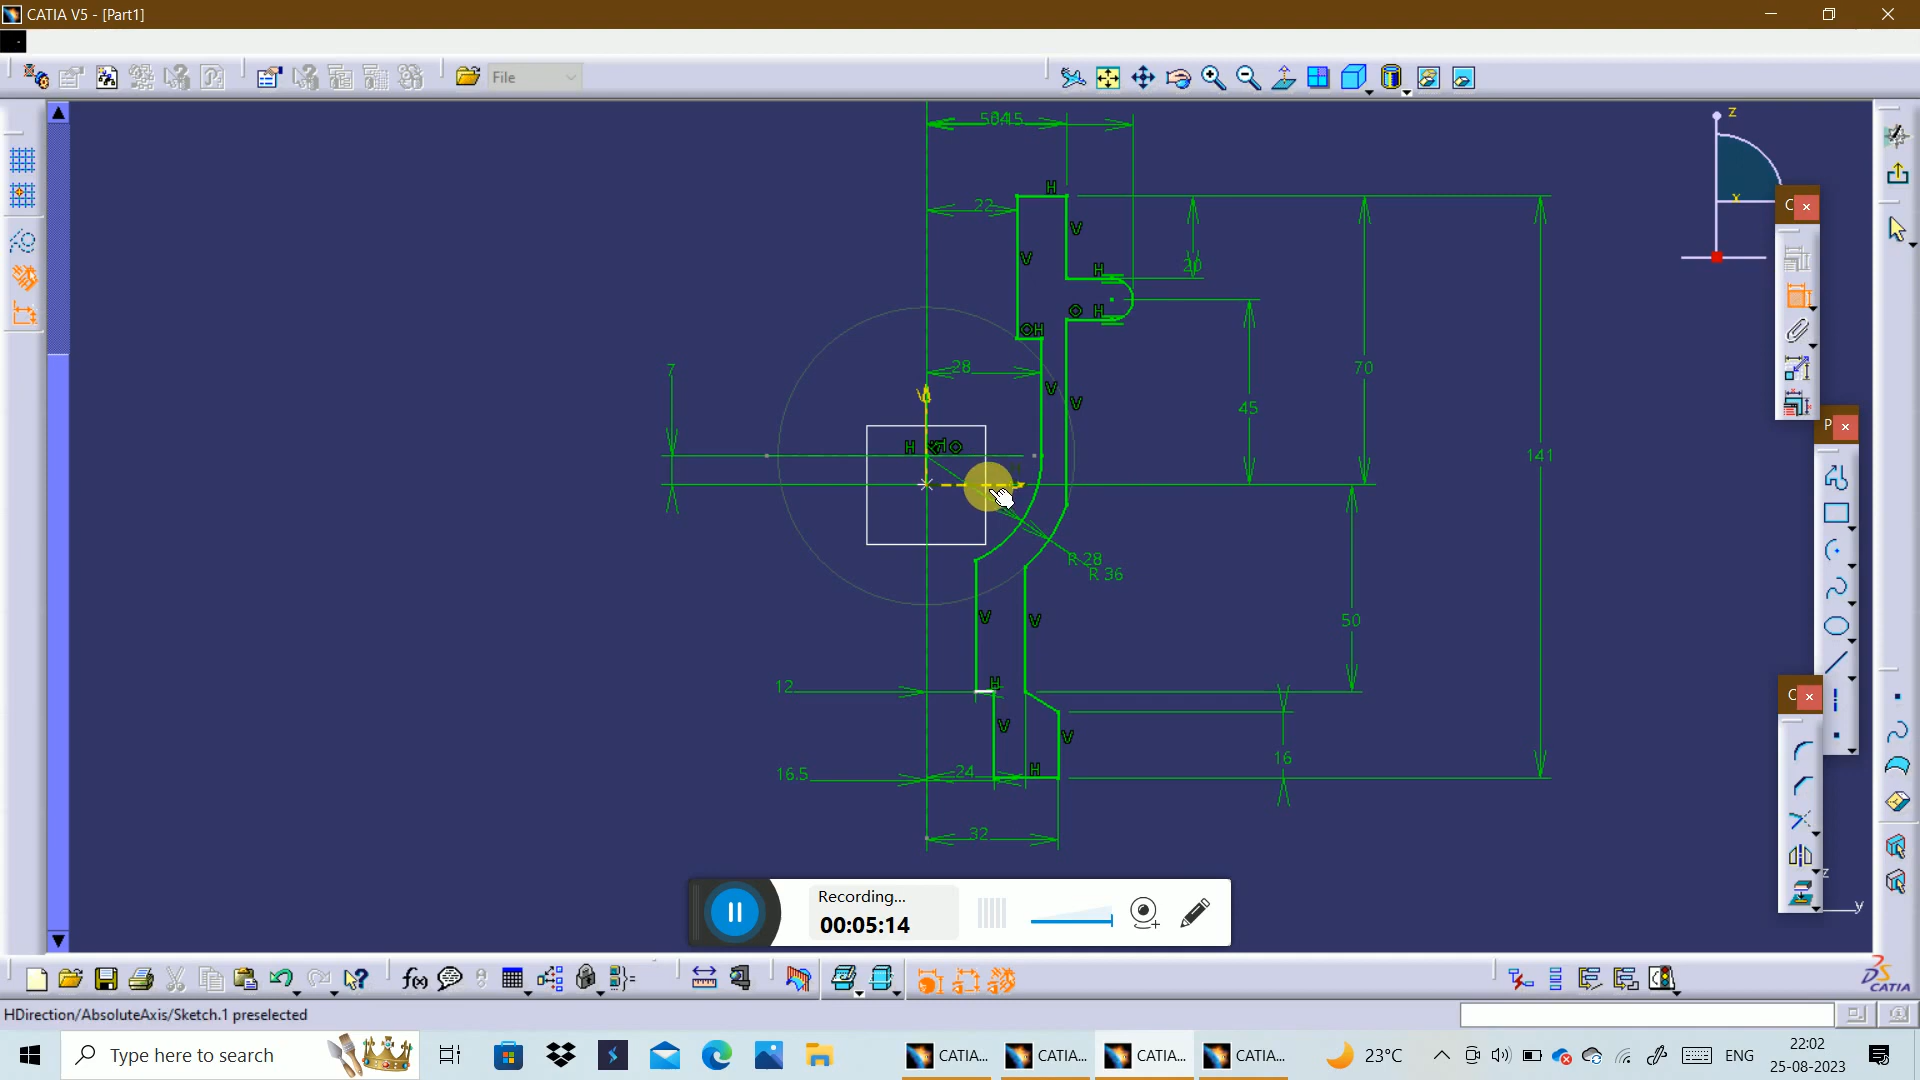 CATIA V5 - [Part1]
File
z
x
C
P
C
22
20
7
28
70
45
141
R 28
R 36
50
12
16.5
24
16
32
H
V
V
H
H
O
H
OH
V
V
H
O
V
V
H
V
V
H
z
y
Recording...
00:05:14
f(x)
CATIA
HDirection/AbsoluteAxis/Sketch.1 preselected
Type here to search
CATIA...
CATIA...
CATIA...
CATIA...
23°C
ENG
22:02
25-08-2023